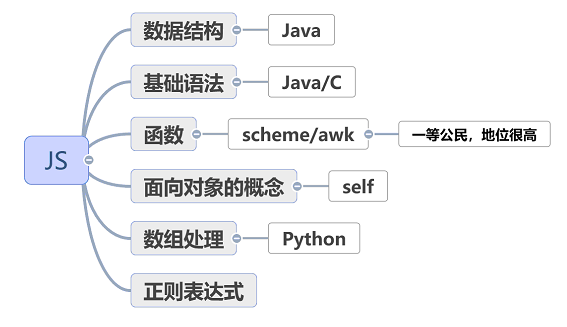 JS
数据结构
Java
基础语法
Java/C
函数
scheme/awk
一等公民，地位很高
面向对象的概念
self
数组处理
Python
正则表达式